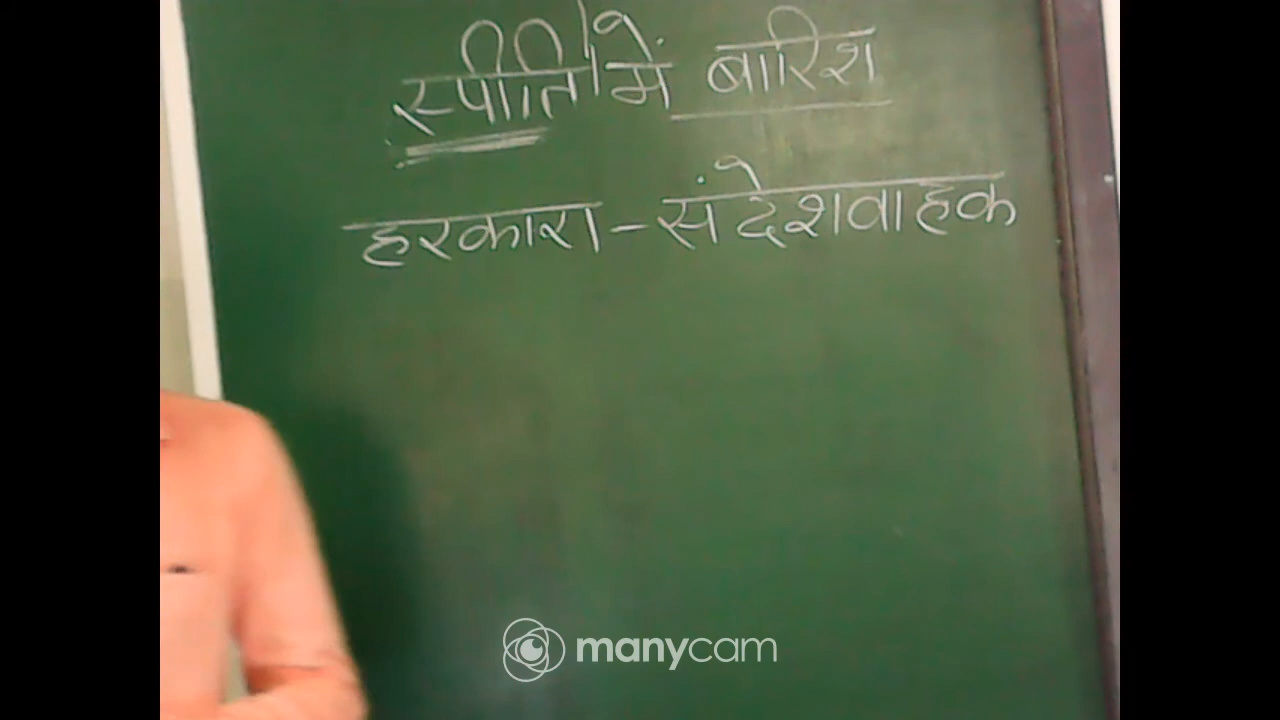 स्पीति में बारिश
हरकारा - संदेशवाहक
manycam